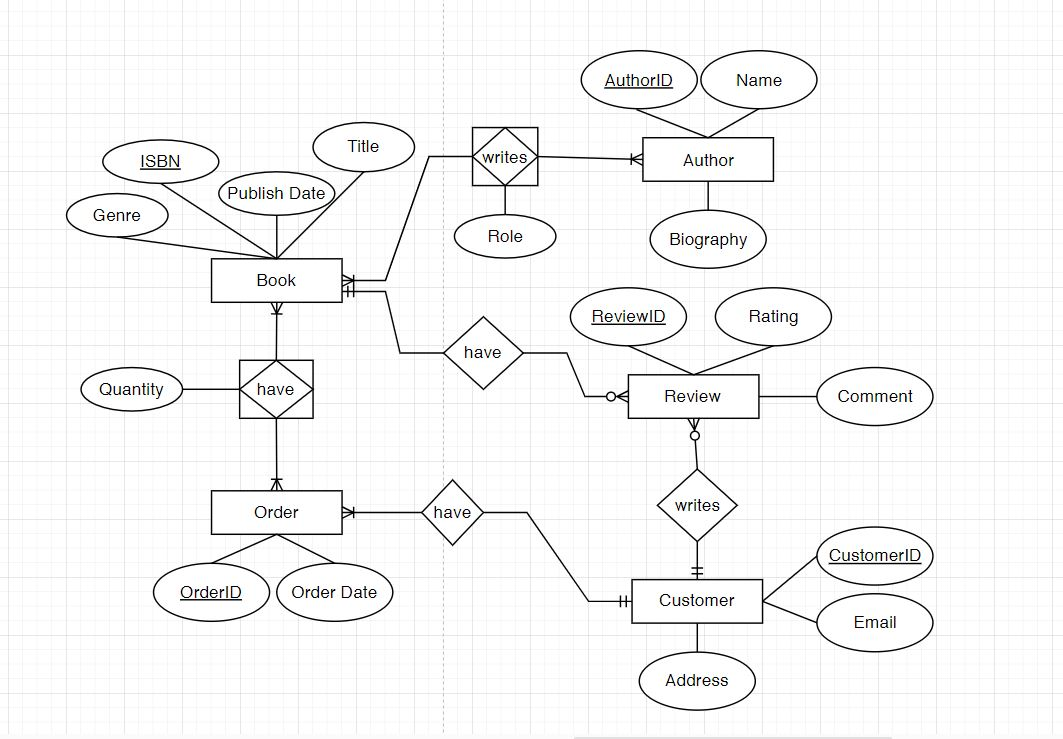 AuthorID
Name
Title
ISBN
writes
Author
Publish Date
Genre
Role
Biography
Book
ReviewID
Rating
have
Quantity
have
Review
Comment
Order
have
writes
CustomerID
OrderID
Order Date
Customer
Email
Address